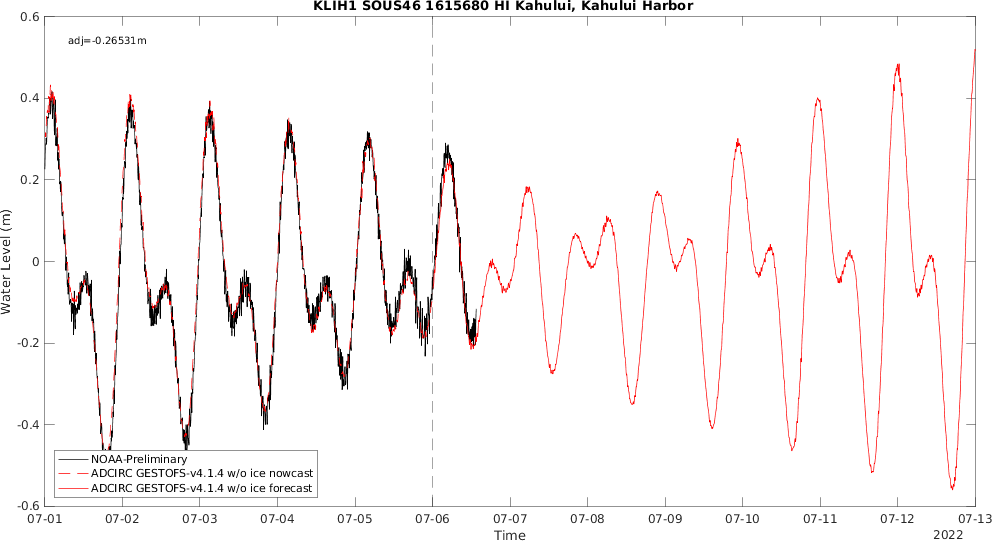 KLIH1 SOUS46 1615680 HI Kahului, Kahului Harbor
0.6
adj=-0.26531m
0.4
0.2
0
-0.2
-0.4
-0.6
Water Level (m)
NOAA-Preliminary
ADCIRC GESTOFS-v4.1.4 w/o ice nowcast
ADCIRC GESTOFS-v4.1.4 w/o ice forecast
07-01 07-02 07-03 07-04 07-05 07-06 07-07 07-08 07-09 07-10 07-11 07-12 07-13
Time
2022